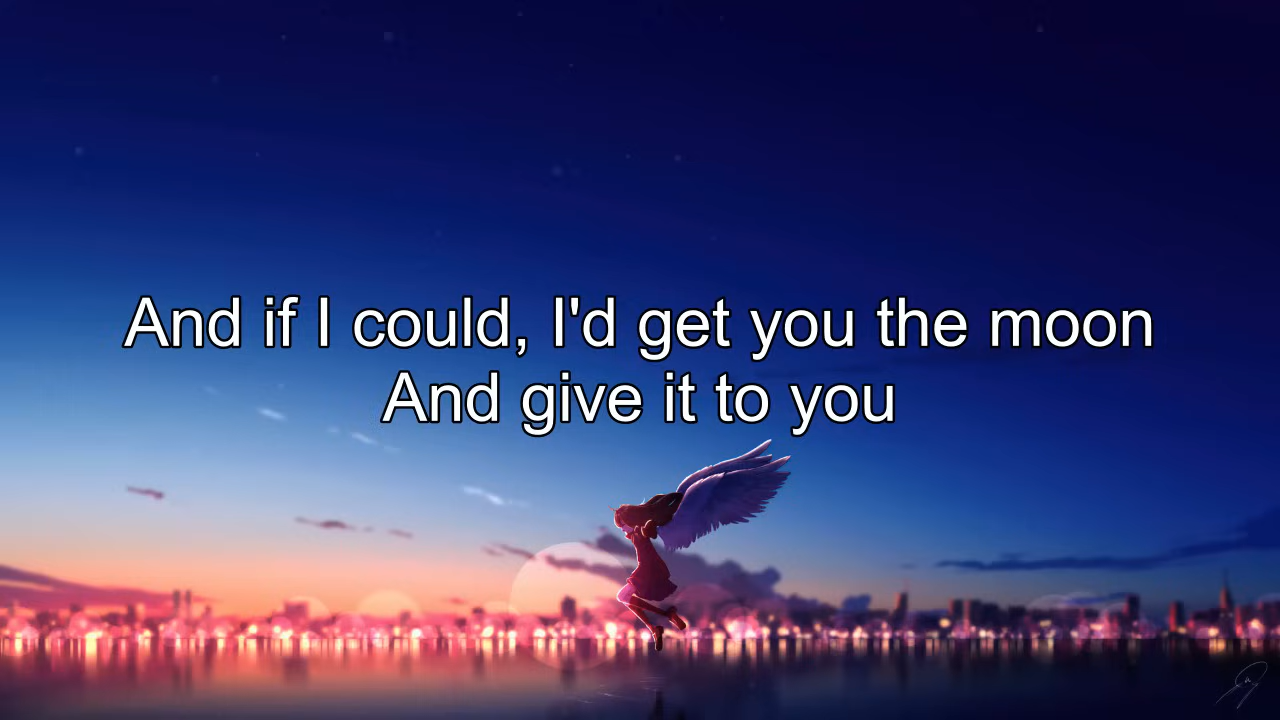 And if I could, I'd get you the moon
And give it to you